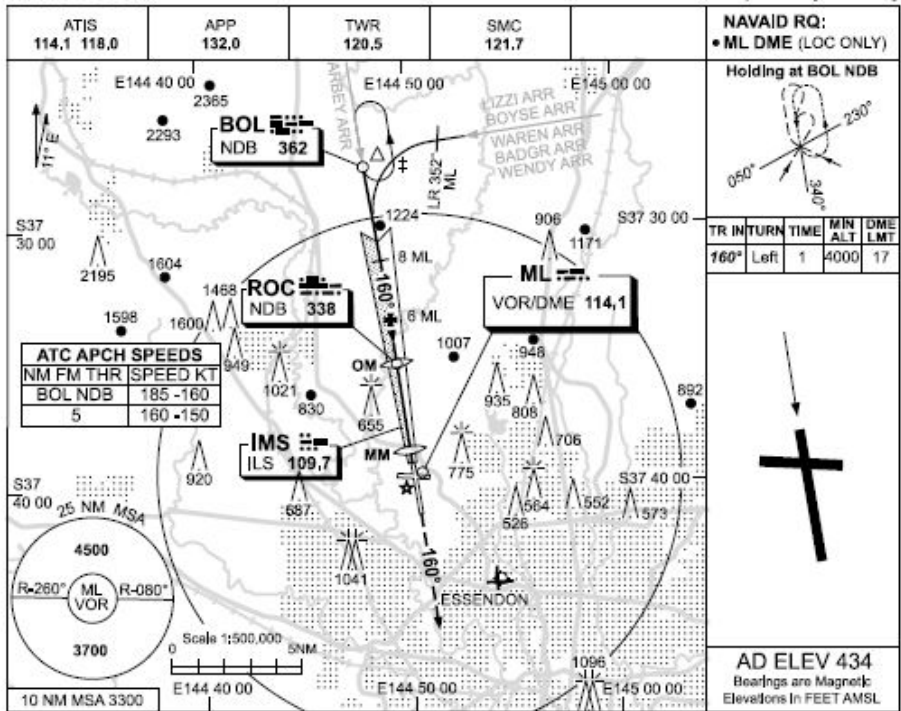 ATIS
114,1 118,0
APP
132,0
TWR
120,5
SMC
121,7
NAVAID RQ:
• ML DME (LOC ONLY)
Holding at BOL NDB
230°
050°
340°
TR IN TURN TIME MIN ALT DME LMT
160° Left 1 4000 17
AD ELEV 434
Bearings are Magnetic
Elevations in FEET AMSL
E144 40 00
E144 50 00
E145 00 00
11° E
2365
2293
ARBEY ARR
LIZZI ARR
BOYSE ARR
WAREN ARR
BADGR ARR
WENDY ARR
BOL
NDB 362
LR 352° ML
S37 30 00
1224
906
S37 30 00
1171
2195
1604
8 ML
ML
VOR/DME 114,1
160°
ROC
NDB 338
1468
1600
6 ML
1598
949
1007
948
OM
1021
830
655
935
808
892
ATC APCH SPEEDS
NM FM THR SPEED KT
BOL NDB 185 -160
5 160 -150
706
IMS
ILS 109,7
MM
775
920
S37 40 00
S37 40 00
687
564
552
526
573
25 NM MSA
4500
R-260° ML VOR R-080°
3700
1041
160°
ESSENDON
Scale 1:500,000
0 5NM
1096
10 NM MSA 3300
E144 40 00
E144 50 00
E145 00 00